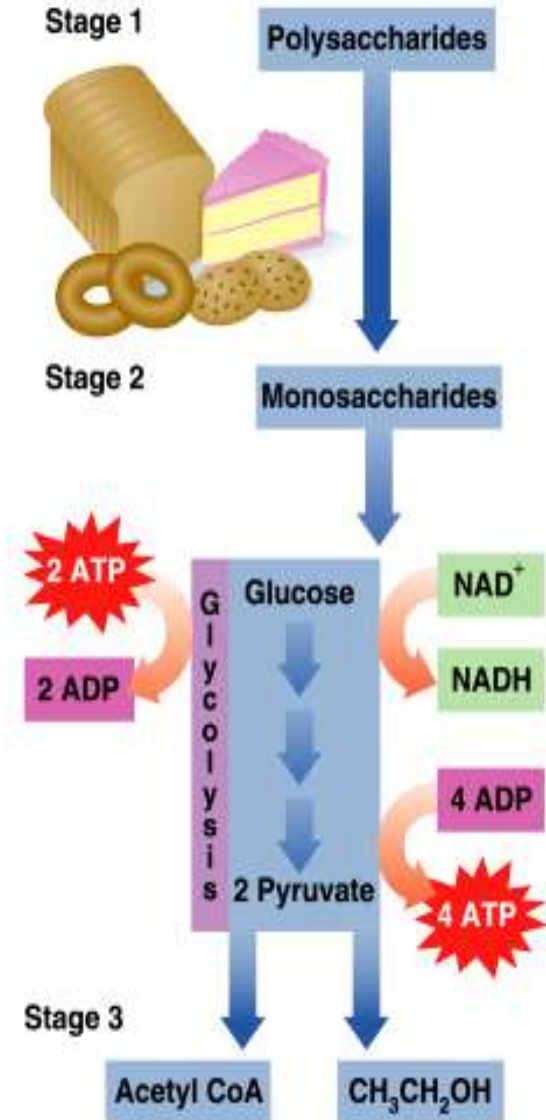 Stage 1
Polysaccharides
Stage 2
Monosaccharides
2 ATP
2 ADP
Glycolysis
Glucose
2 Pyruvate
NAD⁺
NADH
4 ADP
4 ATP
Stage 3
Acetyl CoA
CH₃CH₂OH